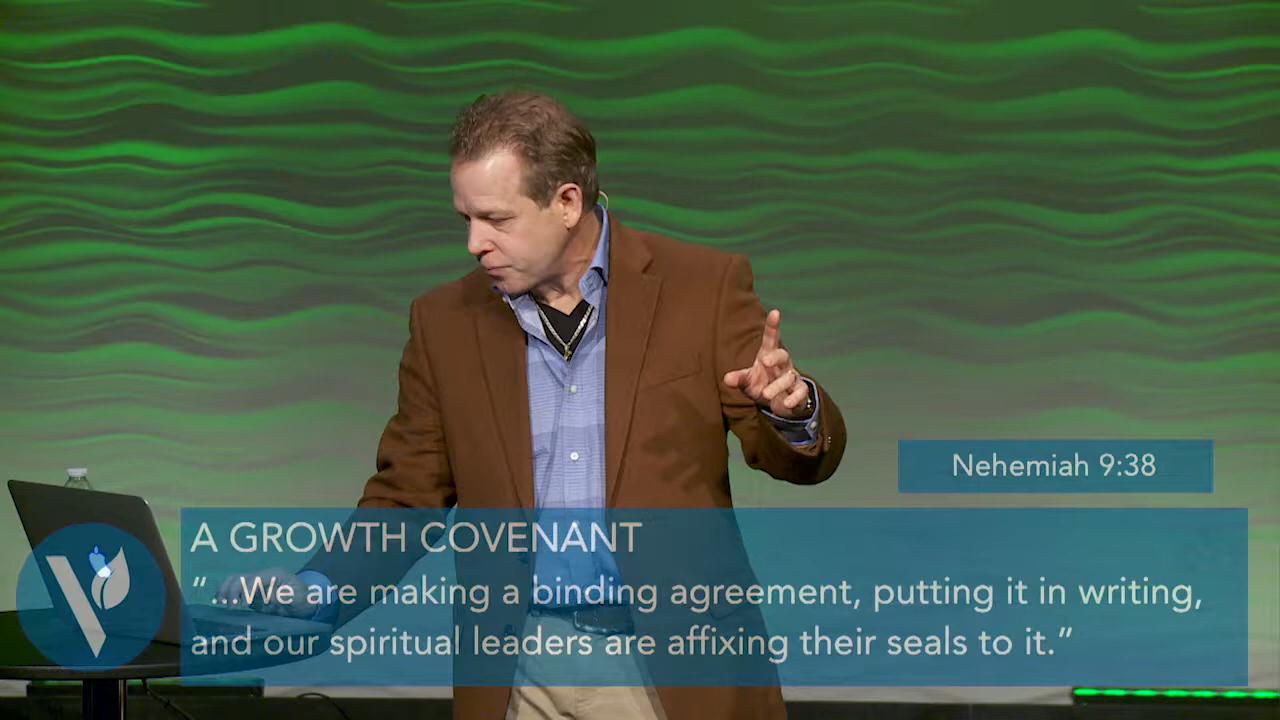 Nehemiah 9:38
A GROWTH COVENANT
“...We are making a binding agreement, putting it in writing,
and our spiritual leaders are affixing their seals to it.”